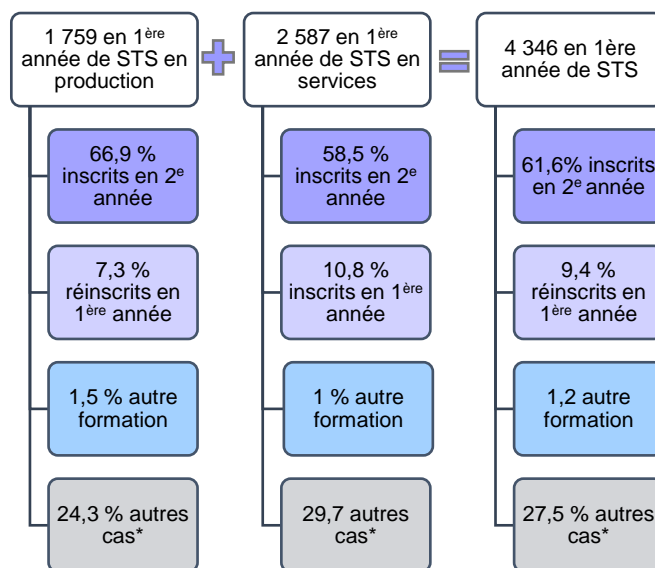 1 759 en 1ère
année de STS en
production
2 587 en 1ère
année de STS en
services
4 346 en 1ère
année de STS
66,9 %
inscrits en 2e
année
58,5 %
inscrits en 2e
année
61,6% inscrits
en 2e année
7,3 %
réinscrits en
1ère année
10,8 %
inscrits en 1ère
année
9,4 %
réinscrits en
1ère année
1,5 % autre
formation
1 % autre
formation
1,2 autre
formation
24,3 % autres
cas*
29,7 autres
cas*
27,5 % autres
cas*